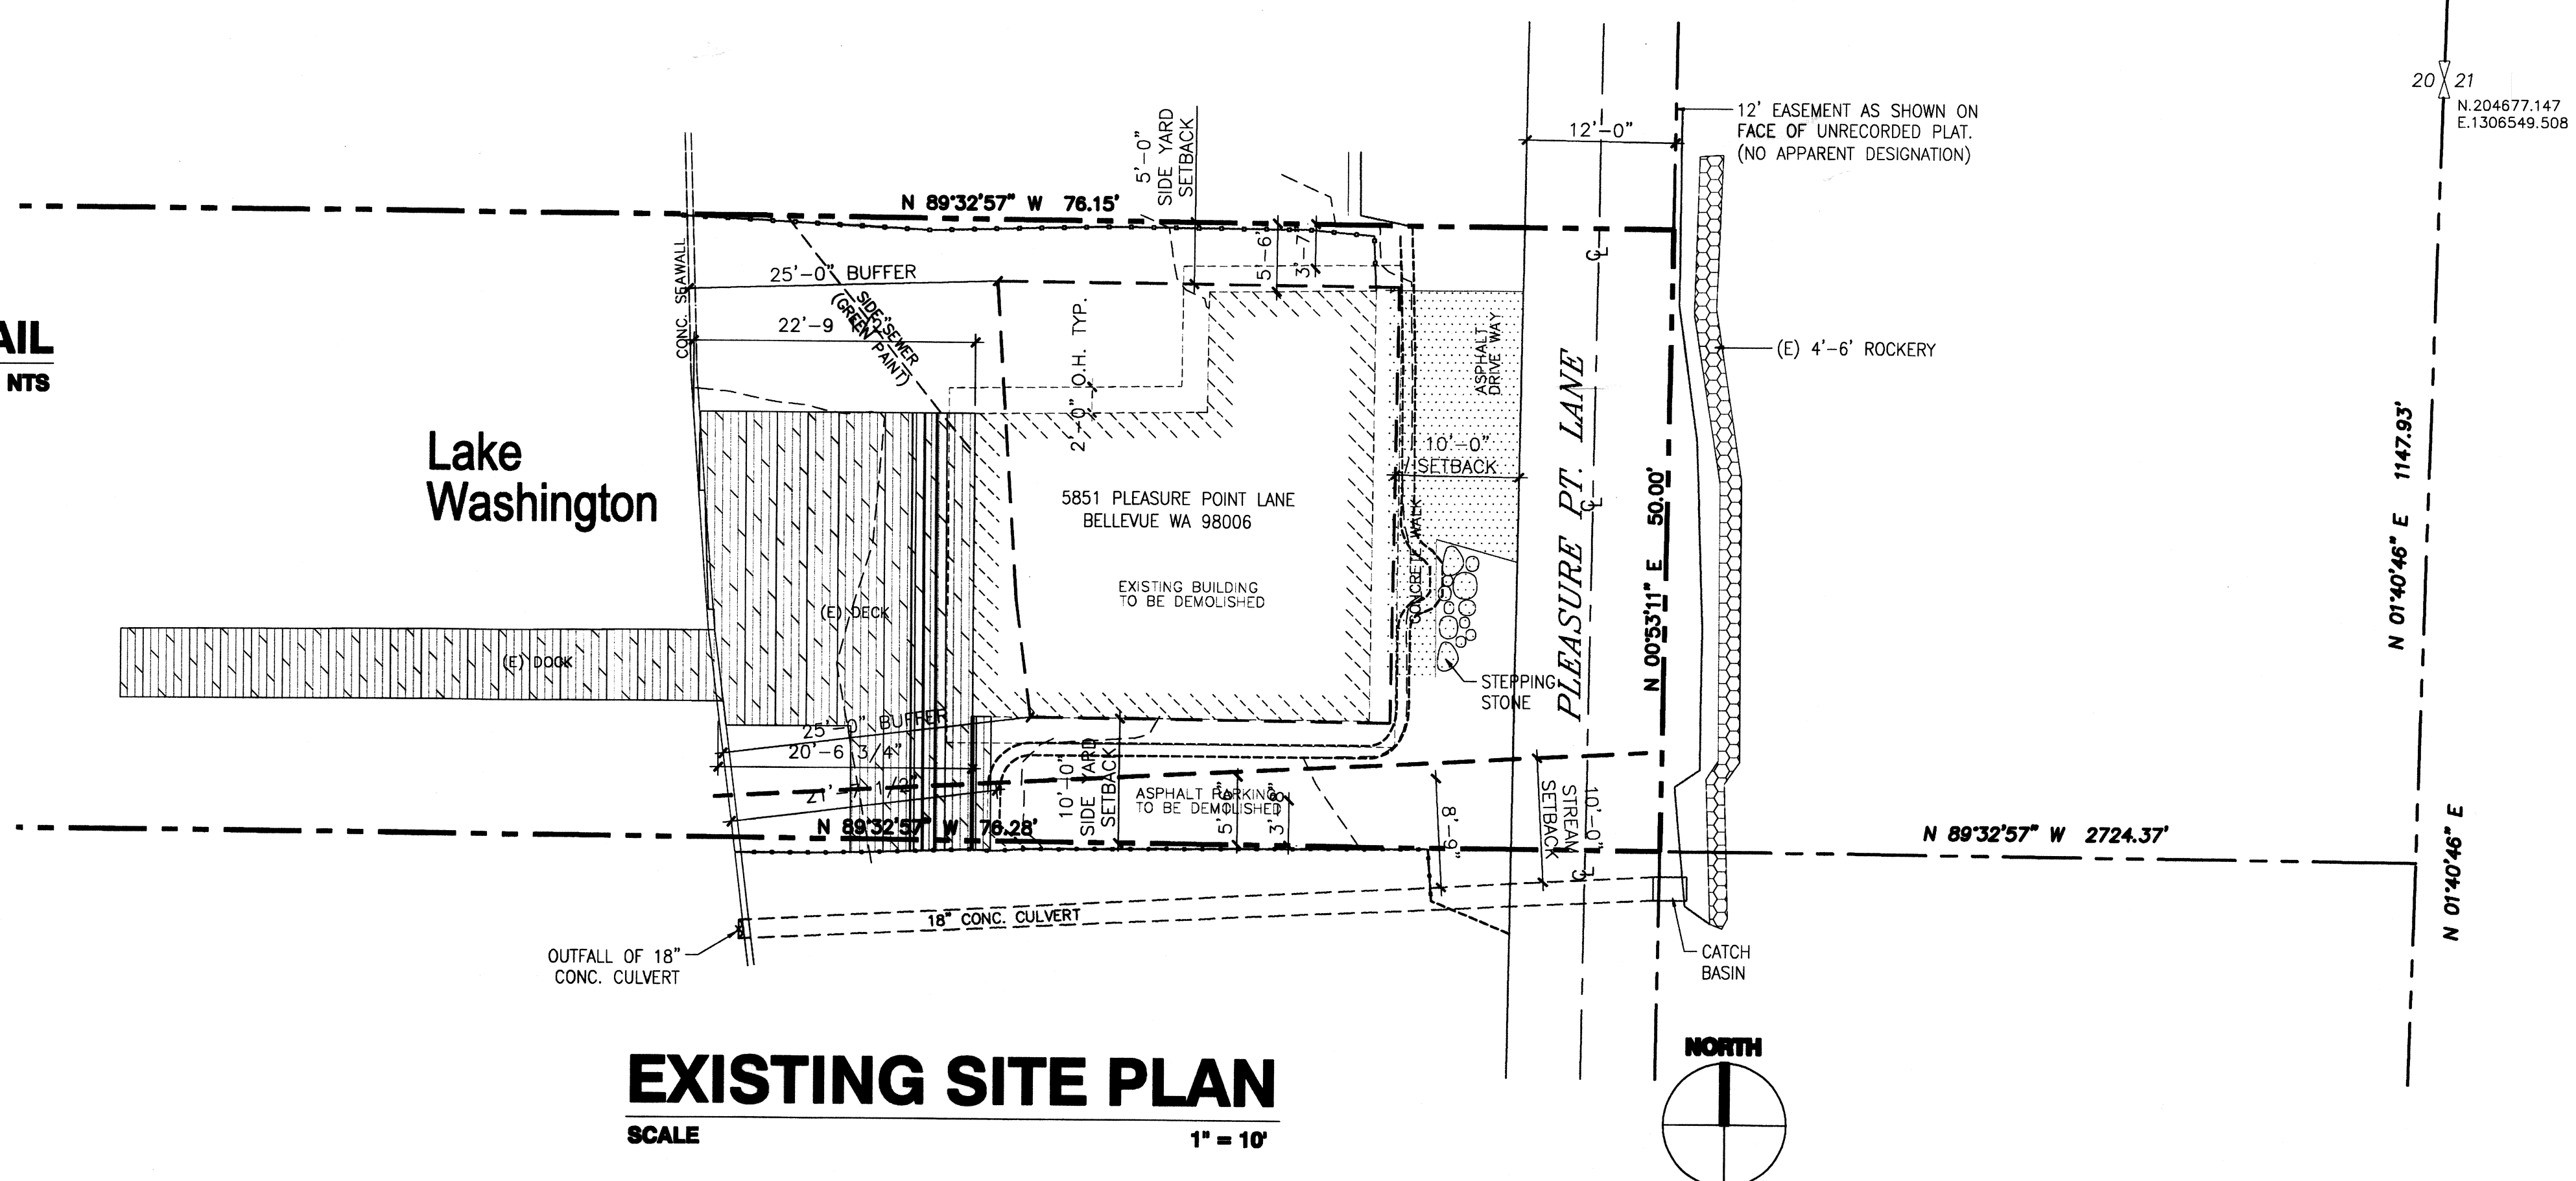 20 21
N.204677.147
E.1306549.508
12' EASEMENT AS SHOWN ON
FACE OF UNRECORDED PLAT.
(NO APPARENT DESIGNATION)
12'-0"
5'-0"
SIDE YARD
SETBACK
N 89°32'57" W 76.15'
CONC. SEAWALL
25'-0" BUFFER
5'-6"
3'-7"
22'-9
SIDE SEWER
(GREEN PAINT)
2'-0" O.H. TYP.
ASPHALT
DRIVE WAY
AIL
NTS
(E) 4'-6' ROCKERY
Lake
Washington
10'-0"
SETBACK
5851 PLEASURE POINT LANE
BELLEVUE WA 98006
EXISTING BUILDING
TO BE DEMOLISHED
CONCRETE WALK
PLEASURE PT. LANE
N 00°53'11" E 50.00'
N 01°40'46" E 1147.93'
(E) DECK
(E) DOCK
STEPPING
STONE
25'-0" BUFFER
20'-6 3/4"
21'-7 1/2"
10'-0"
SIDE YARD
SETBACK
ASPHALT PARKING
TO BE DEMOLISHED
5'-6"
3'-8"
8'-9"
10'-0"
STREAM
SETBACK
N 89°32'57" W 76.28'
N 89°32'57" W 2724.37'
N 01°40'46" E
18" CONC. CULVERT
OUTFALL OF 18"
CONC. CULVERT
CATCH
BASIN
EXISTING SITE PLAN
SCALE 1" = 10'
NORTH